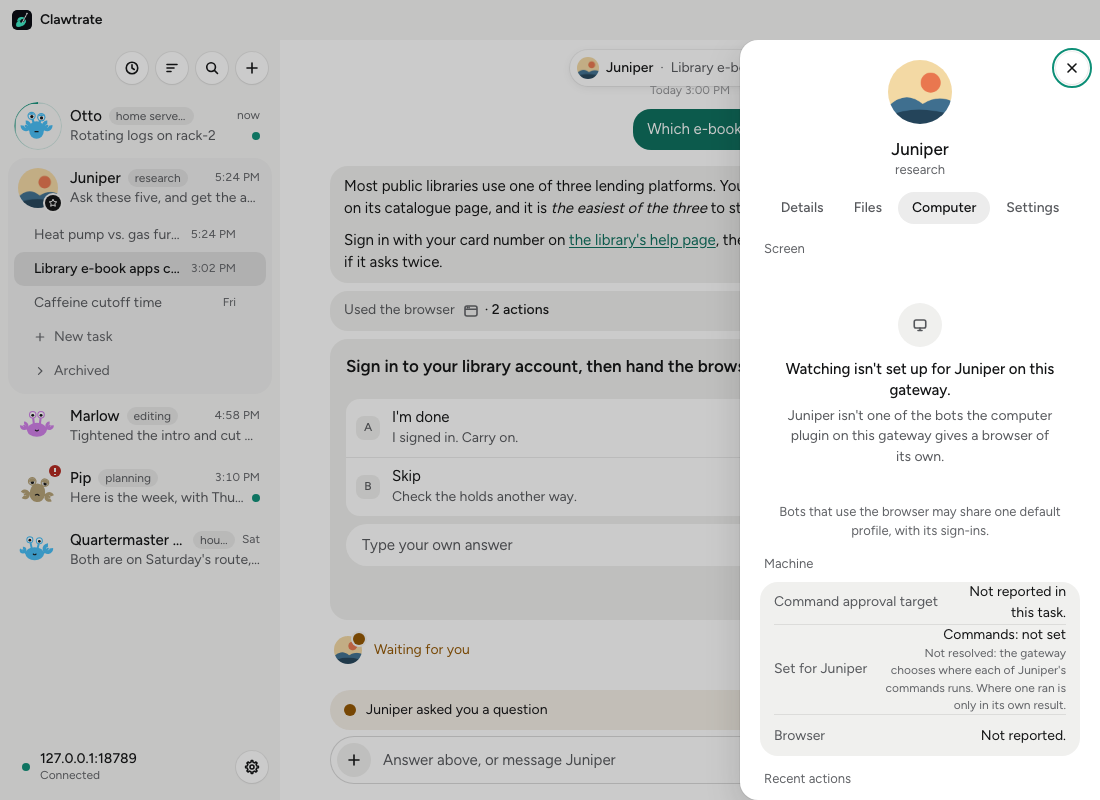 Clawtrate
Otto home serve... now
Rotating logs on rack-2
Juniper research 5:24 PM
Ask these five, and get the a...
Heat pump vs. gas fur... 5:24 PM
Library e-book apps c... 3:02 PM
Caffeine cutoff time Fri
+ New task
Archived
Marlow editing 4:58 PM
Tightened the intro and cut ...
Pip planning 3:10 PM
Here is the week, with Thu...
Quartermaster ... hou... Sat
Both are on Saturday's route,...
127.0.0.1:18789
Connected
Juniper · Library e-b
Today 3:00 PM
Which e-book
Most public libraries use one of three lending platforms. You
on its catalogue page, and it is the easiest of the three to st
Sign in with your card number on the library's help page, the
if it asks twice.
Used the browser · 2 actions
Sign in to your library account, then hand the brows
A I'm done
I signed in. Carry on.
B Skip
Check the holds another way.
Type your own answer
Waiting for you
Juniper asked you a question
Answer above, or message Juniper
Juniper
research
Details Files Computer Settings
Screen
Watching isn't set up for Juniper on this
gateway.
Juniper isn't one of the bots the computer
plugin on this gateway gives a browser of
its own.
Bots that use the browser may share one default
profile, with its sign-ins.
Machine
Command approval target Not reported in
this task.
Set for Juniper Commands: not set
Not resolved: the gateway
chooses where each of Juniper's
commands runs. Where one ran is
only in its own result.
Browser Not reported.
Recent actions